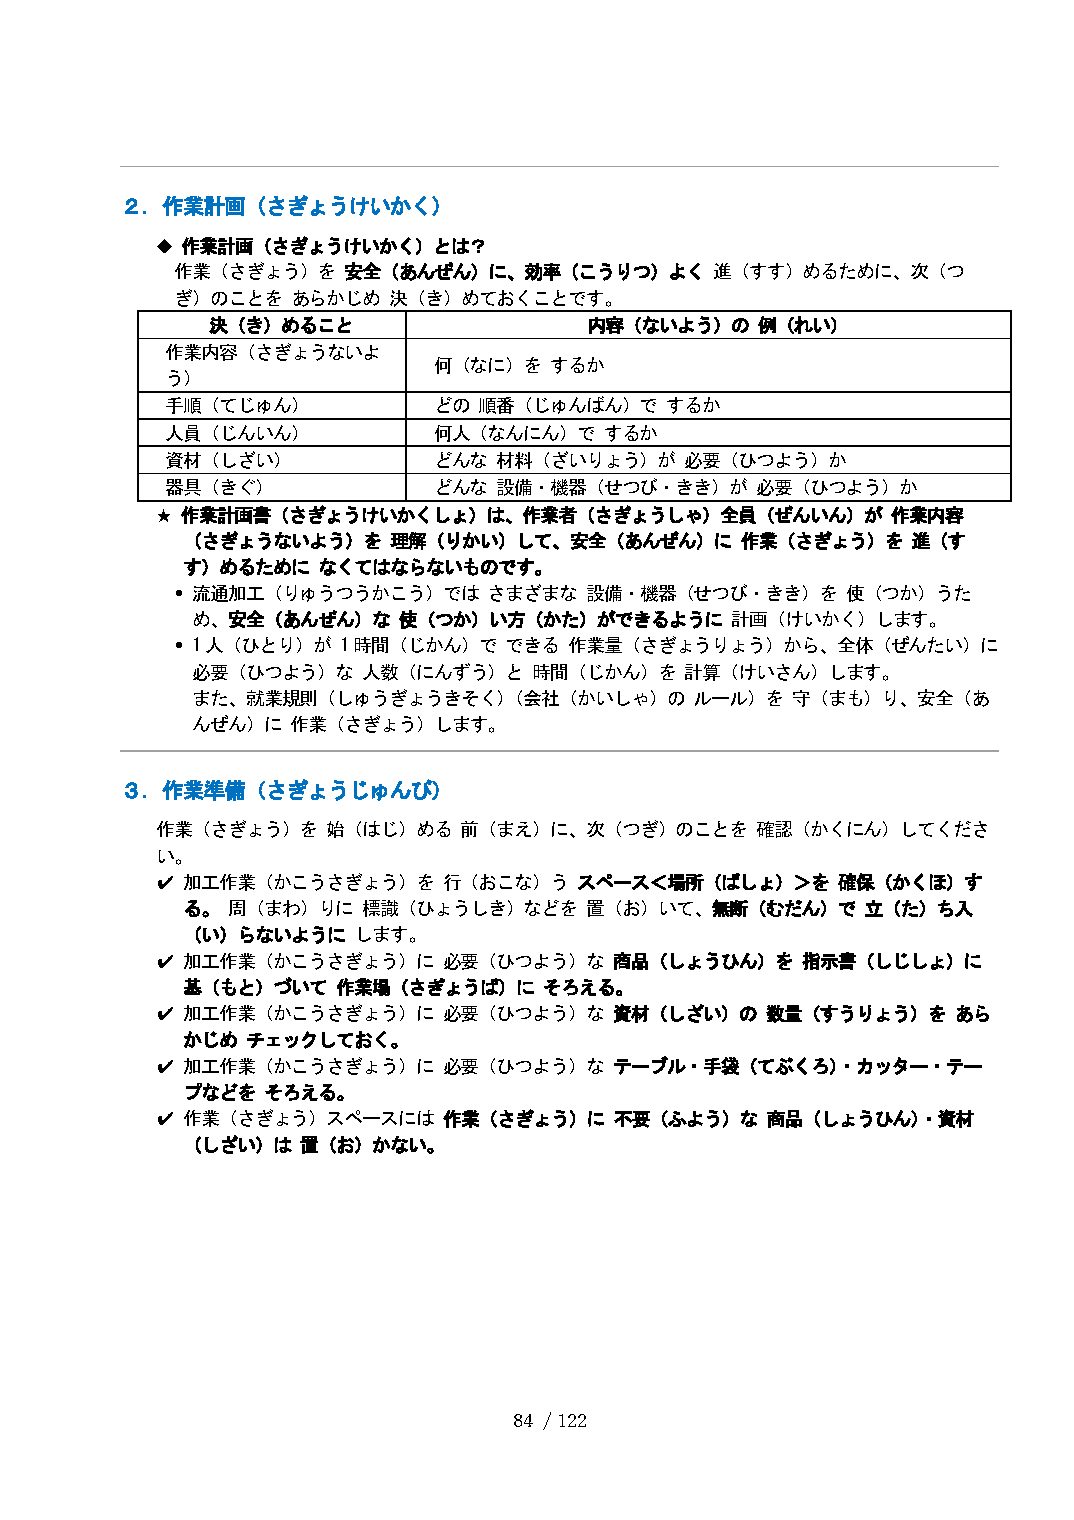 ２．作業計画（さぎょうけいかく）
◆ 作業計画（さぎょうけいかく）とは？
作業（さぎょう）を 安全（あんぜん）に、効率（こうりつ）よく 進（すす）めるために、次（つ
ぎ）のことを あらかじめ 決（き）めておくことです。
決（き）めること 内容（ないよう）の 例（れい）
作業内容（さぎょうないよ
う） 何（なに）を するか
手順（てじゅん） どの 順番（じゅんばん）で するか
人員（じんいん） 何人（なんにん）で するか
資材（しざい） どんな 材料（ざいりょう）が 必要（ひつよう）か
器具（きぐ） どんな 設備・機器（せつび・きき）が 必要（ひつよう）か
★ 作業計画書（さぎょうけいかくしょ）は、作業者（さぎょうしゃ）全員（ぜんいん）が 作業内容
（さぎょうないよう）を 理解（りかい）して、安全（あんぜん）に 作業（さぎょう）を 進（す
す）めるために なくてはならないものです。
• 流通加工（りゅうつうかこう）では さまざまな 設備・機器（せつび・きき）を 使（つか）うた
め、安全（あんぜん）な 使（つか）い方（かた）ができるように 計画（けいかく）します。
• 1人（ひとり）が 1時間（じかん）で できる 作業量（さぎょうりょう）から、全体（ぜんたい）に
必要（ひつよう）な 人数（にんずう）と 時間（じかん）を 計算（けいさん）します。
また、就業規則（しゅうぎょうきそく）（会社（かいしゃ）の ルール）を 守（まも）り、安全（あ
んぜん）に 作業（さぎょう）します。
３．作業準備（さぎょうじゅんび）
作業（さぎょう）を 始（はじ）める 前（まえ）に、次（つぎ）のことを 確認（かくにん）してくださ
い。
✔ 加工作業（かこうさぎょう）を 行（おこな）う スペース＜場所（ばしょ）＞を 確保（かくほ）す
る。 周（まわ）りに 標識（ひょうしき）などを 置（お）いて、無断（むだん）で 立（た）ち入
（い）らないように します。
✔ 加工作業（かこうさぎょう）に 必要（ひつよう）な 商品（しょうひん）を 指示書（しじしょ）に
基（もと）づいて 作業場（さぎょうば）に そろえる。
✔ 加工作業（かこうさぎょう）に 必要（ひつよう）な 資材（しざい）の 数量（すうりょう）を あら
かじめ チェックしておく。
✔ 加工作業（かこうさぎょう）に 必要（ひつよう）な テーブル・手袋（てぶくろ）・カッター・テー
プなどを そろえる。
✔ 作業（さぎょう）スペースには 作業（さぎょう）に 不要（ふよう）な 商品（しょうひん）・資材
（しざい）は 置（お）かない。
84 / 122